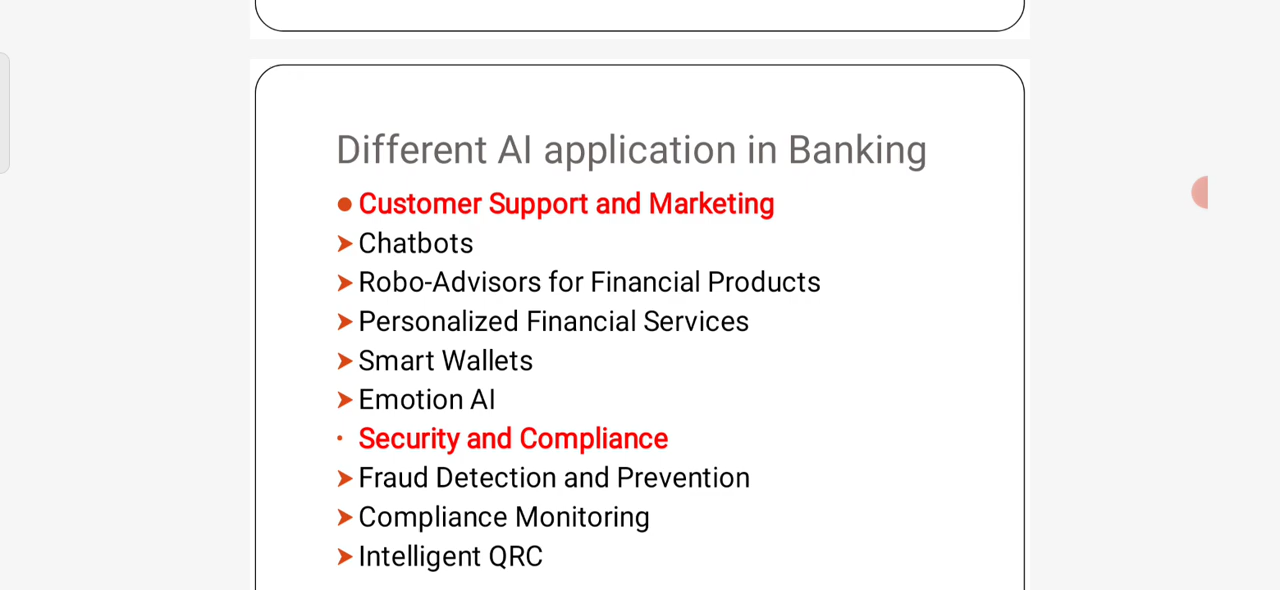 Different AI application in Banking
Customer Support and Marketing
Chatbots
Robo-Advisors for Financial Products
Personalized Financial Services
Smart Wallets
Emotion AI
Security and Compliance
Fraud Detection and Prevention
Compliance Monitoring
Intelligent QRC